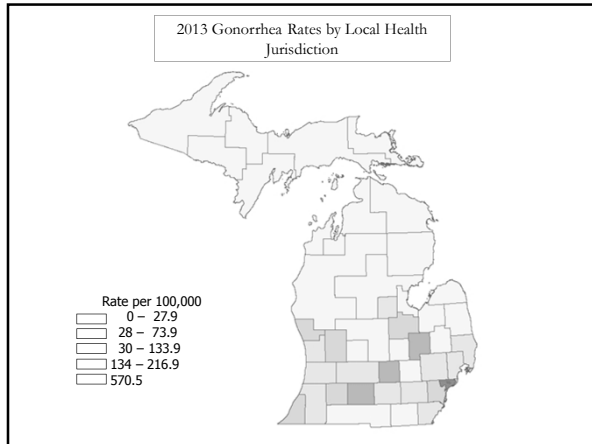 2013 Gonorrhea Rates by Local Health
Jurisdiction
Rate per 100,000
0 – 27.9
28 – 73.9
30 – 133.9
134 – 216.9
570.5